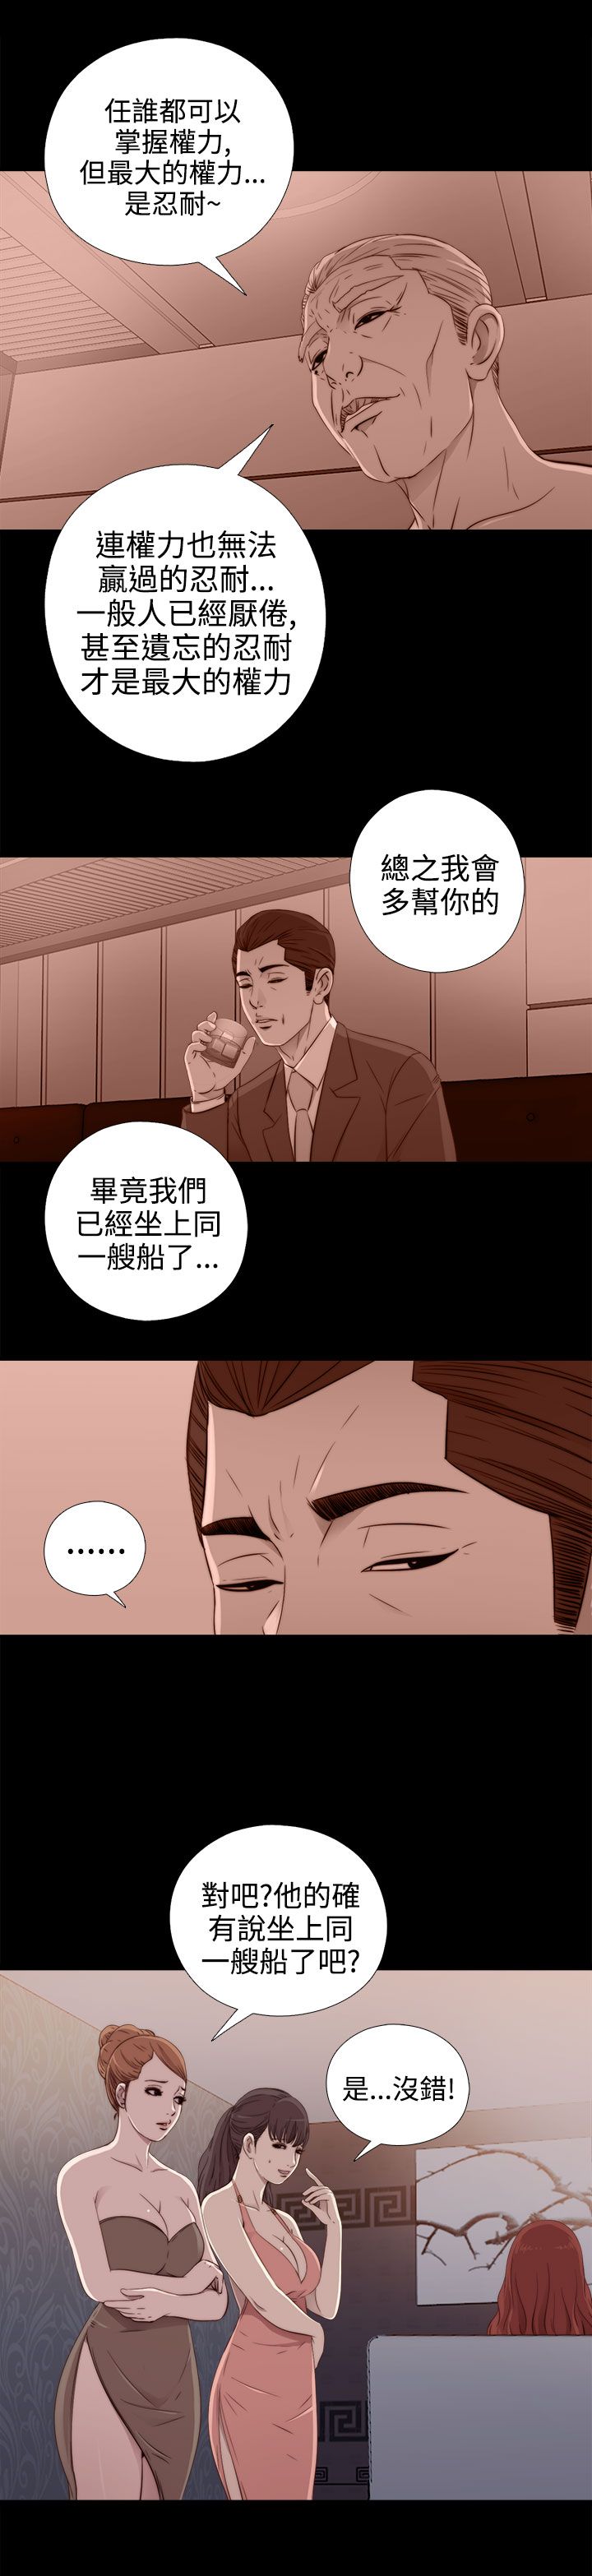 任誰都可以
掌握權力,
但最大的權力...
是忍耐~
連權力也無法
贏過的忍耐...
一般人已經厭倦,
甚至遺忘的忍耐
才是最大的權力
總之我會
多幫你的
畢竟我們
已經坐上同
一艘船了...
......
對吧?他的確
有說坐上同
一艘船了吧?
是...沒錯!